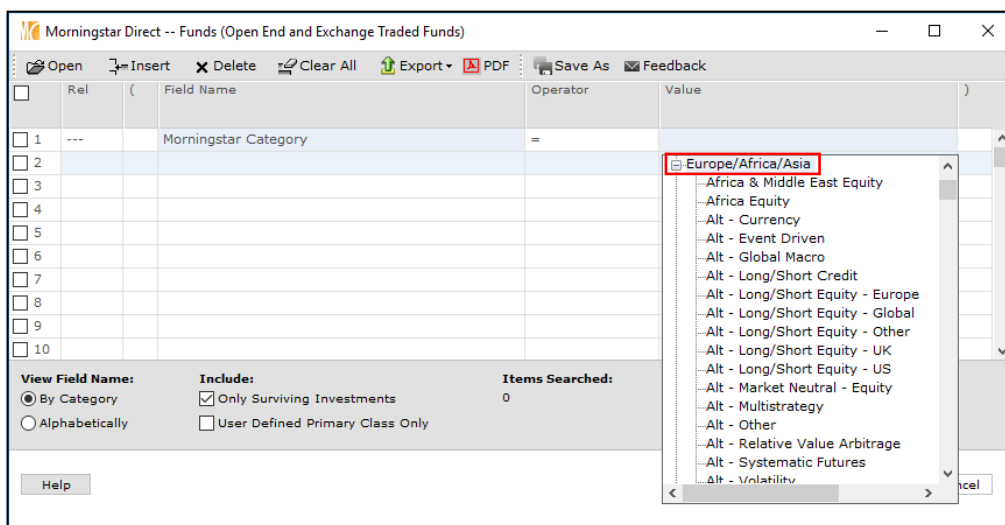 Morningstar Direct -- Funds (Open End and Exchange Traded Funds)
Open Insert Delete Clear All Export PDF Save As Feedback
Rel ( Field Name Operator Value )
1 --- Morningstar Category =
2 Europe/Africa/Asia
3 Africa & Middle East Equity
Africa Equity
4 Alt - Currency
5 Alt - Event Driven
Alt - Global Macro
6 Alt - Long/Short Credit
7 Alt - Long/Short Equity - Europe
8 Alt - Long/Short Equity - Global
9 Alt - Long/Short Equity - Other
10 Alt - Long/Short Equity - UK
Alt - Long/Short Equity - US
View Field Name: Include: Items Searched:
By Category Only Surviving Investments 0 Alt - Market Neutral - Equity
Alt - Multistrategy
Alphabetically User Defined Primary Class Only Alt - Other
Alt - Relative Value Arbitrage
Alt - Systematic Futures
Alt - Volatility
Help ncel